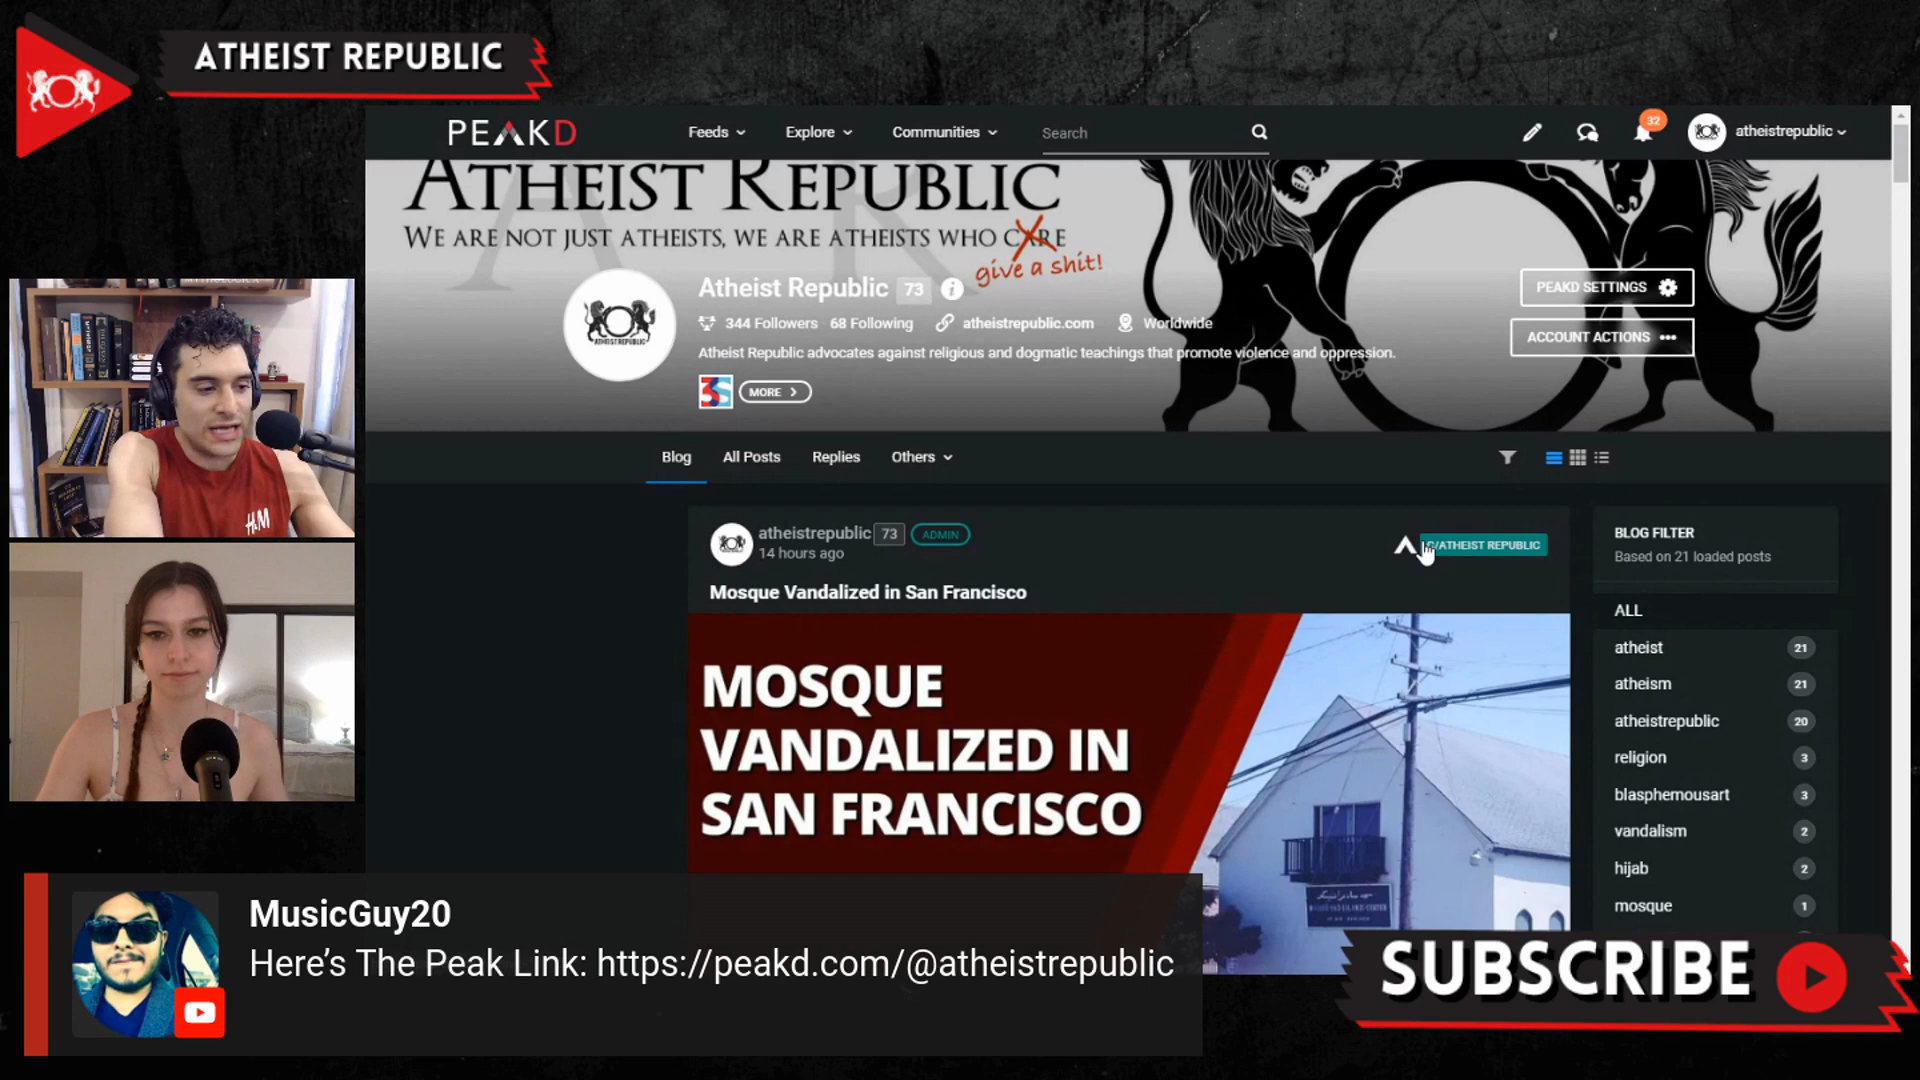 ATHEIST REPUBLIC
PEAKD
Feeds
Explore
Communities
Search
32
atheistrepublic
ATHEIST REPUBLIC
WE ARE NOT JUST ATHEISTS, WE ARE ATHEISTS WHO CARE
give a shit!
Atheist Republic 73
344 Followers 68 Following atheistrepublic.com Worldwide
Atheist Republic advocates against religious and dogmatic teachings that promote violence and oppression.
MORE
PEAKD SETTINGS
ACCOUNT ACTIONS
ATHEIST REPUBLIC
H&M
Blog
All Posts
Replies
Others
atheistrepublic 73 ADMIN
14 hours ago
/ATHEIST REPUBLIC
Mosque Vandalized in San Francisco
MOSQUE
VANDALIZED IN
SAN FRANCISCO
BLOG FILTER
Based on 21 loaded posts
ALL
atheist 21
atheism 21
atheistrepublic 20
religion 3
blasphemousart 3
vandalism 2
hijab 2
mosque 1
MusicGuy20
Here’s The Peak Link: https://peakd.com/@atheistrepublic
SUBSCRIBE